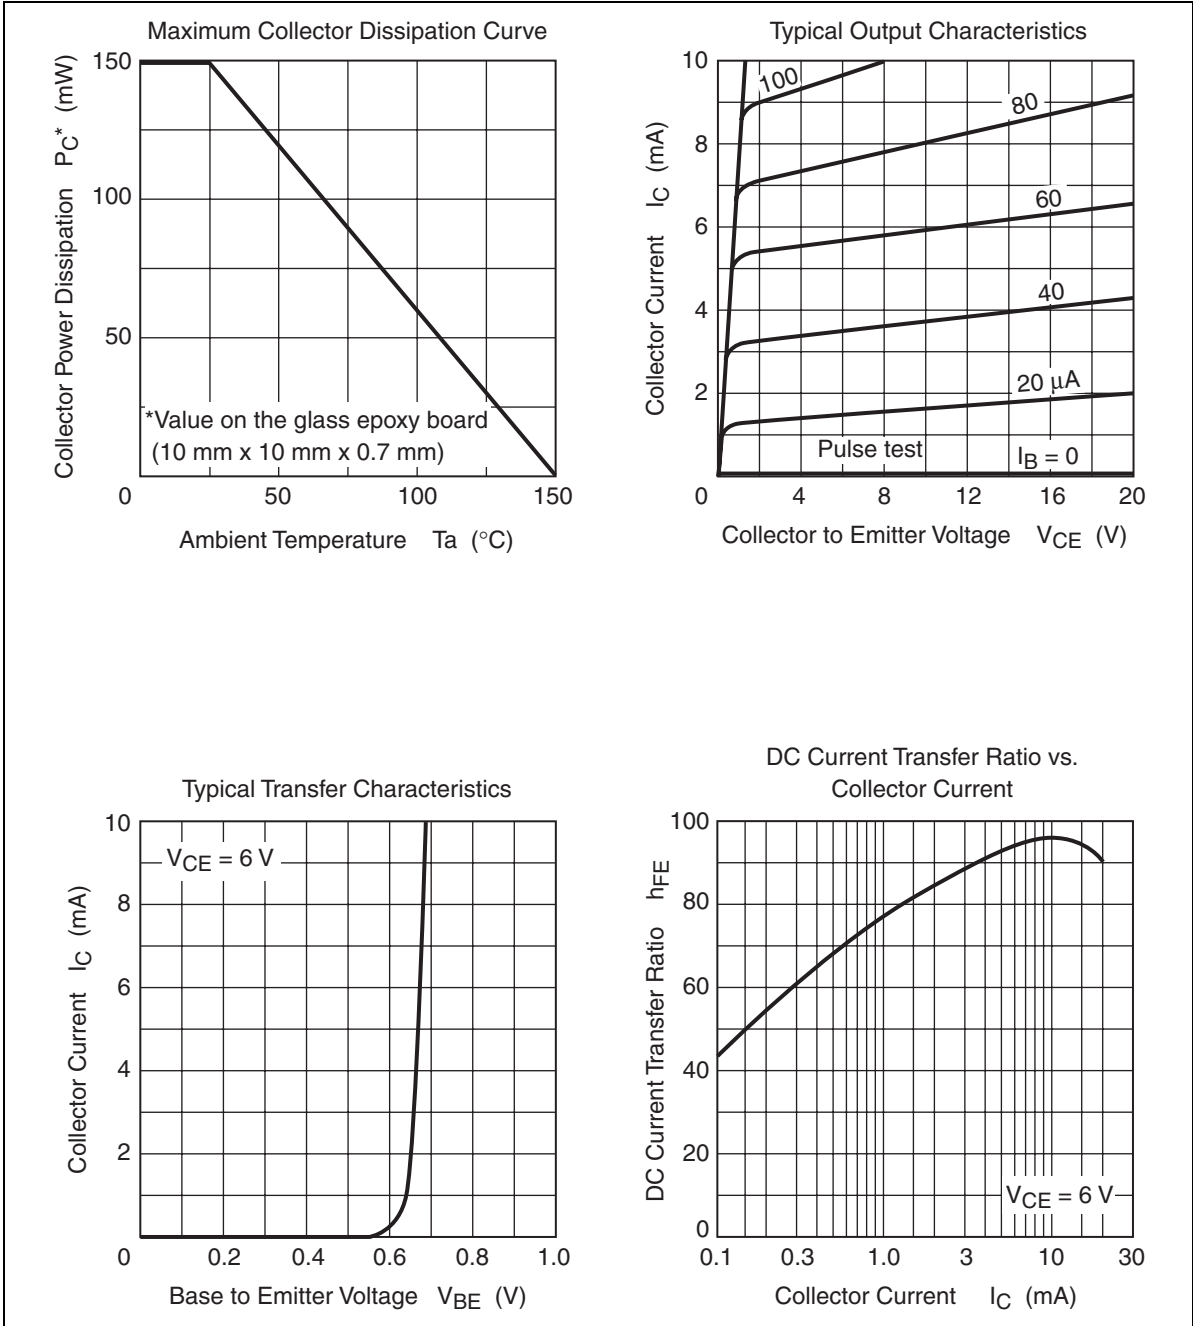 Maximum Collector Dissipation Curve
Collector Power Dissipation PC* (mW)
150
100
50
0
50
100
150
*Value on the glass epoxy board
(10 mm x 10 mm x 0.7 mm)
Ambient Temperature Ta (°C)
Typical Output Characteristics
Collector Current IC (mA)
10
8
6
4
2
0
4
8
12
16
20
100
80
60
40
20 µA
Pulse test
IB = 0
Collector to Emitter Voltage VCE (V)
Typical Transfer Characteristics
Collector Current IC (mA)
10
8
6
4
2
0
0.2
0.4
0.6
0.8
1.0
VCE = 6 V
Base to Emitter Voltage VBE (V)
DC Current Transfer Ratio vs.
Collector Current
DC Current Transfer Ratio hFE
100
80
60
40
20
0
0.1
0.3
1.0
3
10
30
VCE = 6 V
Collector Current IC (mA)